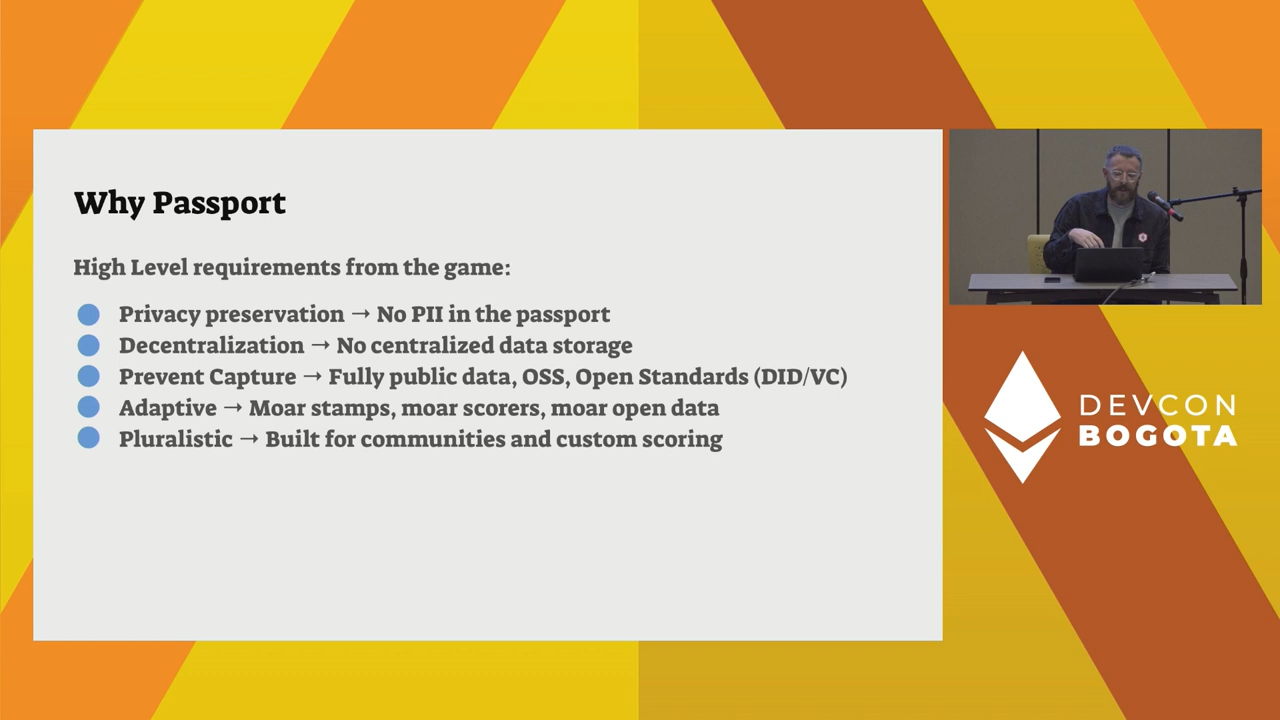 Why Passport
High Level requirements from the game:
Privacy preservation → No PII in the passport
Decentralization → No centralized data storage
Prevent Capture → Fully public data, OSS, Open Standards (DID/VC)
Adaptive → Moar stamps, moar scorers, moar open data
Pluralistic → Built for communities and custom scoring
DEVCON
BOGOTA